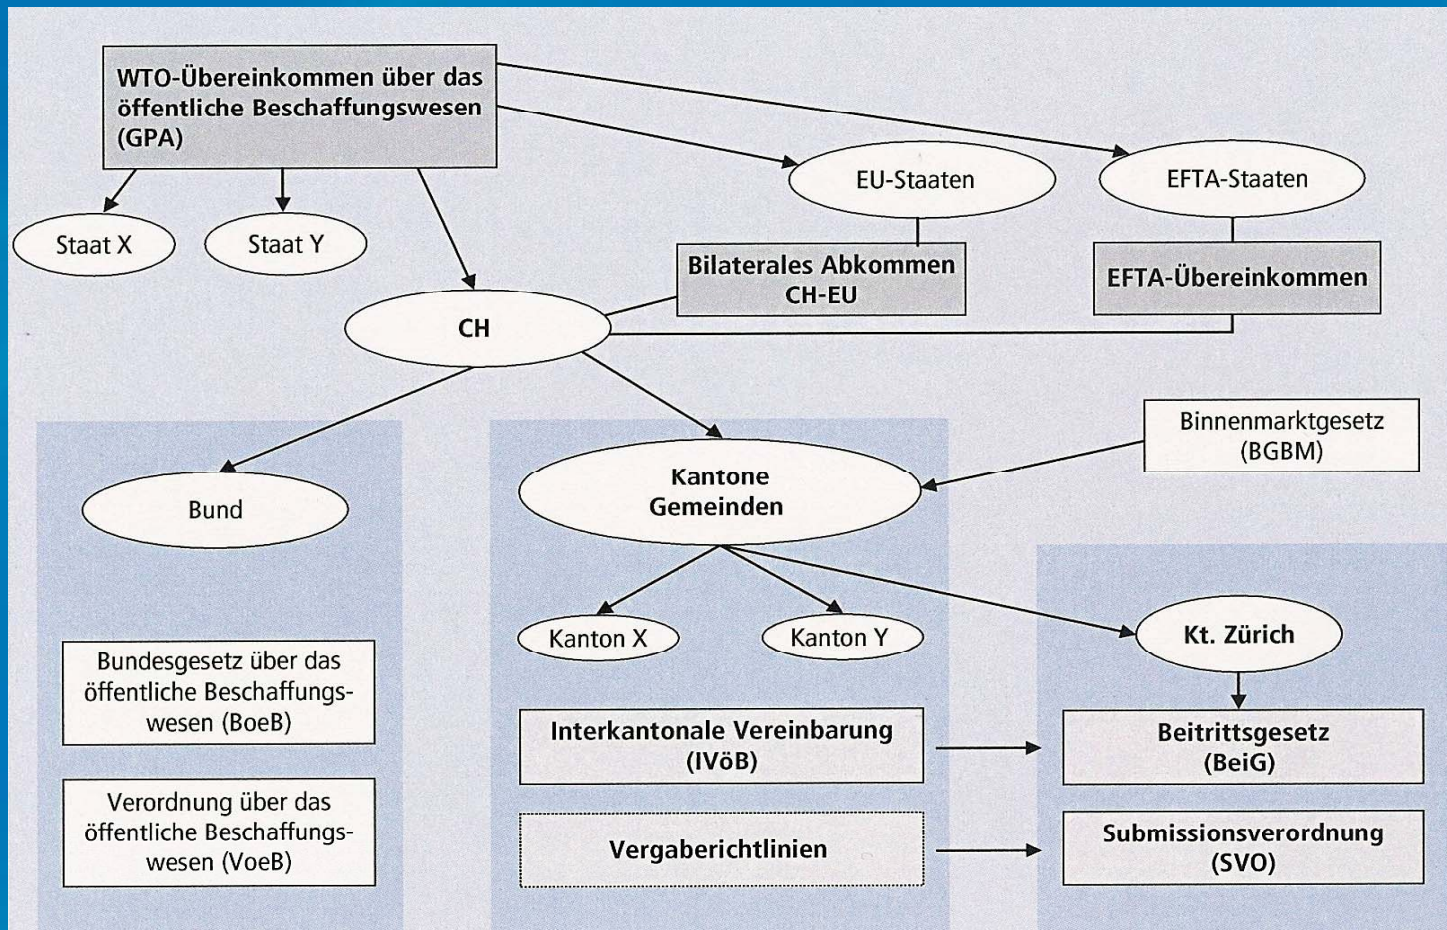 WTO-Übereinkommen über das
öffentliche Beschaffungswesen
(GPA)
EU-Staaten
EFTA-Staaten
Staat X
Staat Y
Bilaterales Abkommen
CH-EU
EFTA-Übereinkommen
CH
Binnenmarktgesetz
(BGBM)
Kantone
Gemeinden
Bund
Kanton X
Kanton Y
Kt. Zürich
Bundesgesetz über das
öffentliche Beschaffungs-
wesen (BoeB)
Interkantonale Vereinbarung
(IVöB)
Beitrittsgesetz
(BeiG)
Verordnung über das
öffentliche Beschaffungs-
wesen (VoeB)
Vergaberichtlinien
Submissionsverordnung
(SVO)